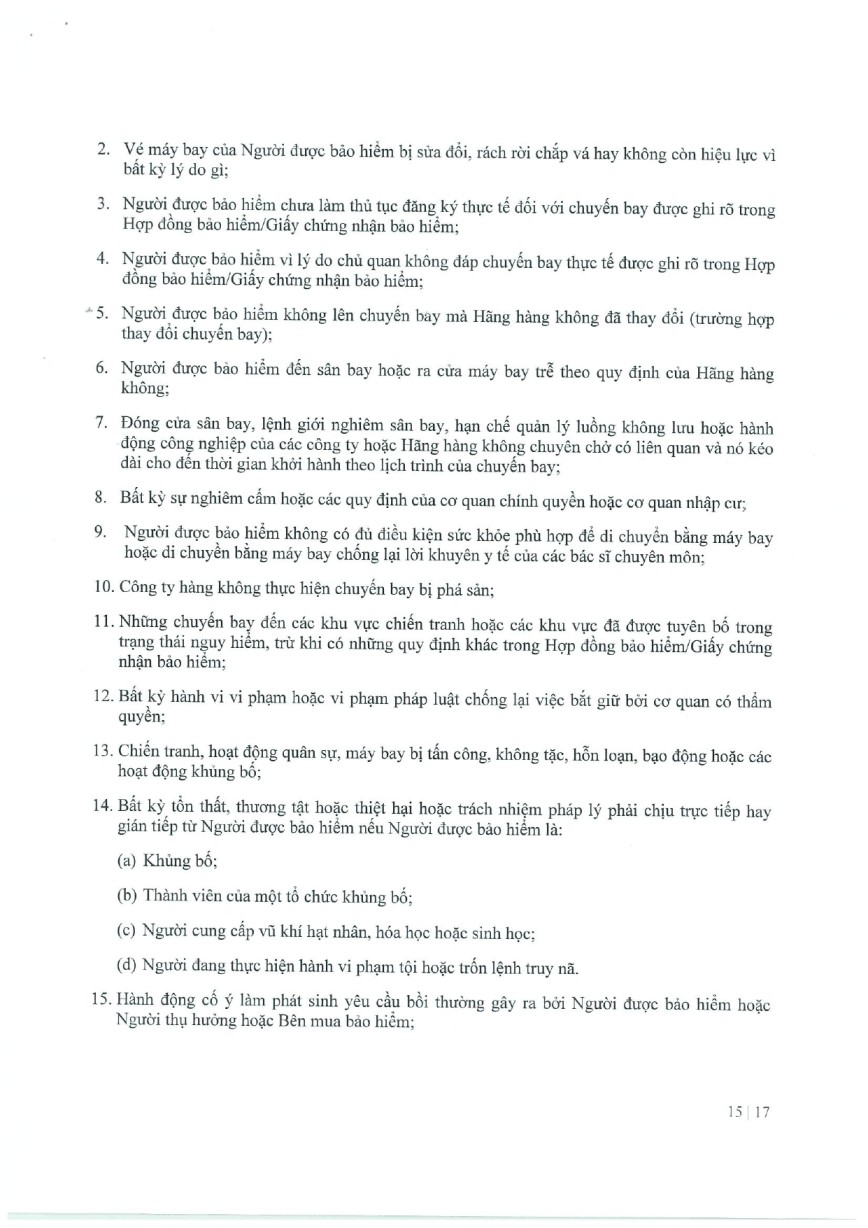 2. Vé máy bay của Người được bảo hiểm bị sửa đổi, rách rời chắp vá hay không còn hiệu lực vì
bất kỳ lý do gì;
3. Người được bảo hiểm chưa làm thủ tục đăng ký thực tế đối với chuyến bay được ghi rõ trong
Hợp đồng bảo hiểm/Giấy chứng nhận bảo hiểm;
4. Người được bảo hiểm vì lý do chủ quan không đáp chuyến bay thực tế được ghi rõ trong Hợp
đồng bảo hiểm/Giấy chứng nhận bảo hiểm;
5. Người được bảo hiểm không lên chuyến bay mà Hãng hàng không đã thay đổi (trường hợp
thay đổi chuyến bay);
6. Người được bảo hiểm đến sân bay hoặc ra cửa máy bay trễ theo quy định của Hãng hàng
không;
7. Đóng cửa sân bay, lệnh giới nghiêm sân bay, hạn chế quản lý luồng không lưu hoặc hành
động công nghiệp của các công ty hoặc Hãng hàng không chuyên chở có liên quan và nó kéo
dài cho đến thời gian khởi hành theo lịch trình của chuyến bay;
8. Bất kỳ sự nghiêm cấm hoặc các quy định của cơ quan chính quyền hoặc cơ quan nhập cư;
9. Người được bảo hiểm không có đủ điều kiện sức khỏe phù hợp để di chuyển bằng máy bay
hoặc di chuyển bằng máy bay chống lại lời khuyên y tế của các bác sĩ chuyên môn;
10. Công ty hàng không thực hiện chuyến bay bị phá sản;
11. Những chuyến bay đến các khu vực chiến tranh hoặc các khu vực đã được tuyên bố trong
trạng thái nguy hiểm, trừ khi có những quy định khác trong Hợp đồng bảo hiểm/Giấy chứng
nhận bảo hiểm;
12. Bất kỳ hành vi vi phạm hoặc vi phạm pháp luật chống lại việc bắt giữ bởi cơ quan có thẩm
quyền;
13. Chiến tranh, hoạt động quân sự, máy bay bị tấn công, không tặc, hỗn loạn, bạo động hoặc các
hoạt động khủng bố;
14. Bất kỳ tổn thất, thương tật hoặc thiệt hại hoặc trách nhiệm pháp lý phải chịu trực tiếp hay
gián tiếp từ Người được bảo hiểm nếu Người được bảo hiểm là:
(a) Khủng bố;
(b) Thành viên của một tổ chức khủng bố;
(c) Người cung cấp vũ khí hạt nhân, hóa học hoặc sinh học;
(d) Người đang thực hiện hành vi phạm tội hoặc trốn lệnh truy nã.
15. Hành động cố ý làm phát sinh yêu cầu bồi thường gây ra bởi Người được bảo hiểm hoặc
Người thụ hưởng hoặc Bên mua bảo hiểm;
15 | 17